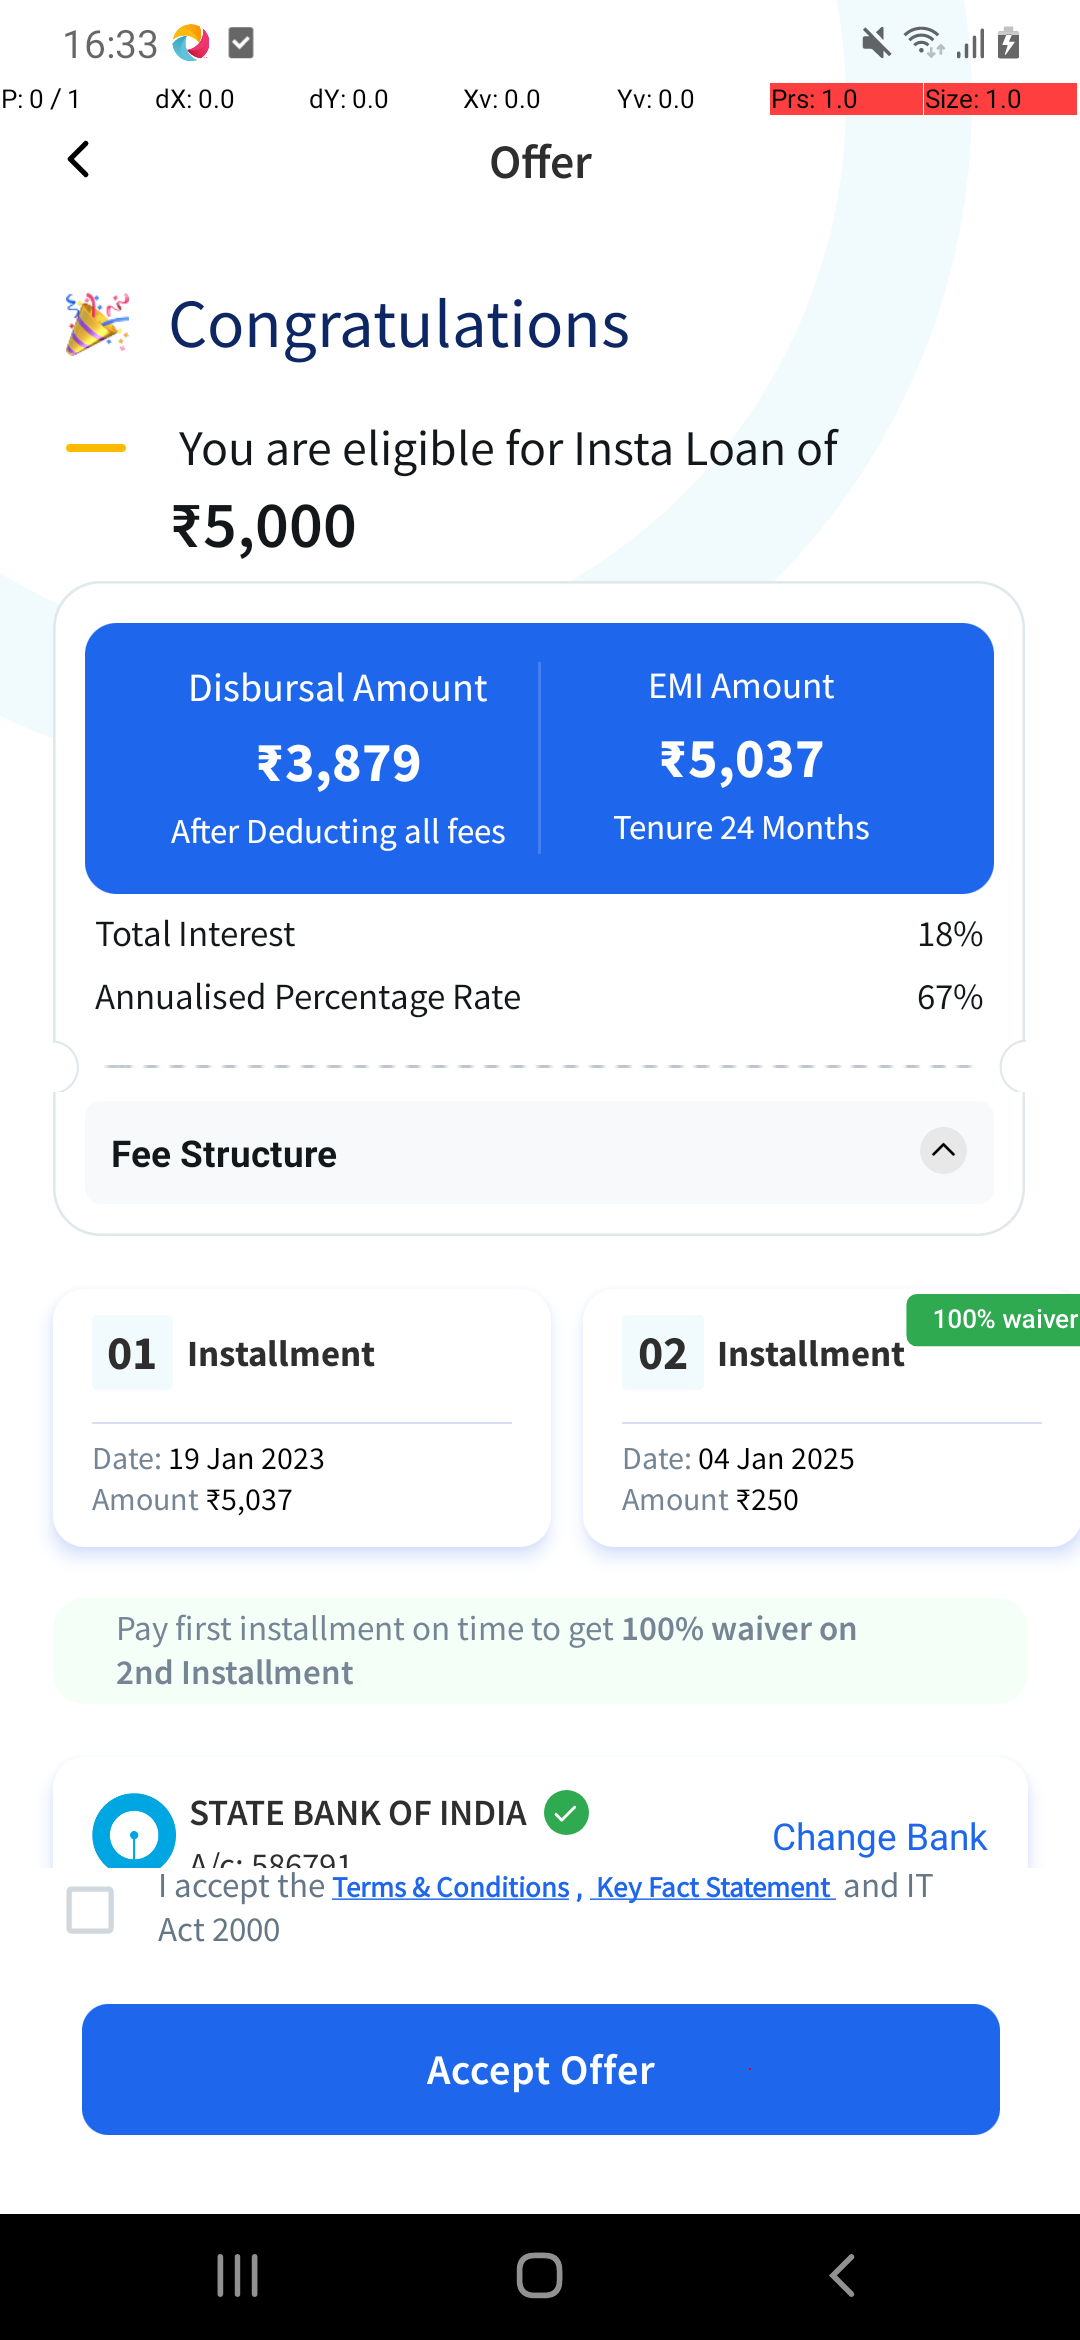 16:33
P: 0 / 1 dX: 0.0 dY: 0.0 Xv: 0.0 Yv: 0.0 Prs: 1.0 Size: 1.0
Offer
Congratulations
You are eligible for Insta Loan of
₹5,000
Disbursal Amount
₹3,879
After Deducting all fees
EMI Amount
₹5,037
Tenure 24 Months
Total Interest 18%
Annualised Percentage Rate 67%
Fee Structure
01 Installment
Date: 19 Jan 2023
Amount ₹5,037
100% waiver
02 Installment
Date: 04 Jan 2025
Amount ₹250
Pay first installment on time to get 100% waiver on
2nd Installment
STATE BANK OF INDIA
Change Bank
A/c: 586791
I accept the Terms & Conditions , Key Fact Statement and IT
Act 2000
Accept Offer